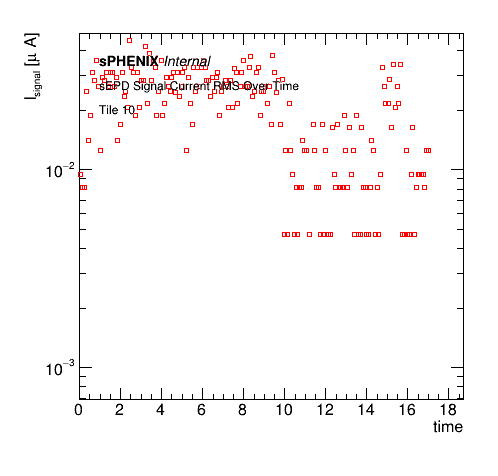 I_signal [μ A]
sPHENIX Internal
sEPD Signal Current RMS Over Time
Tile 10
10^−2
10^−3
0 2 4 6 8 10 12 14 16 18
time